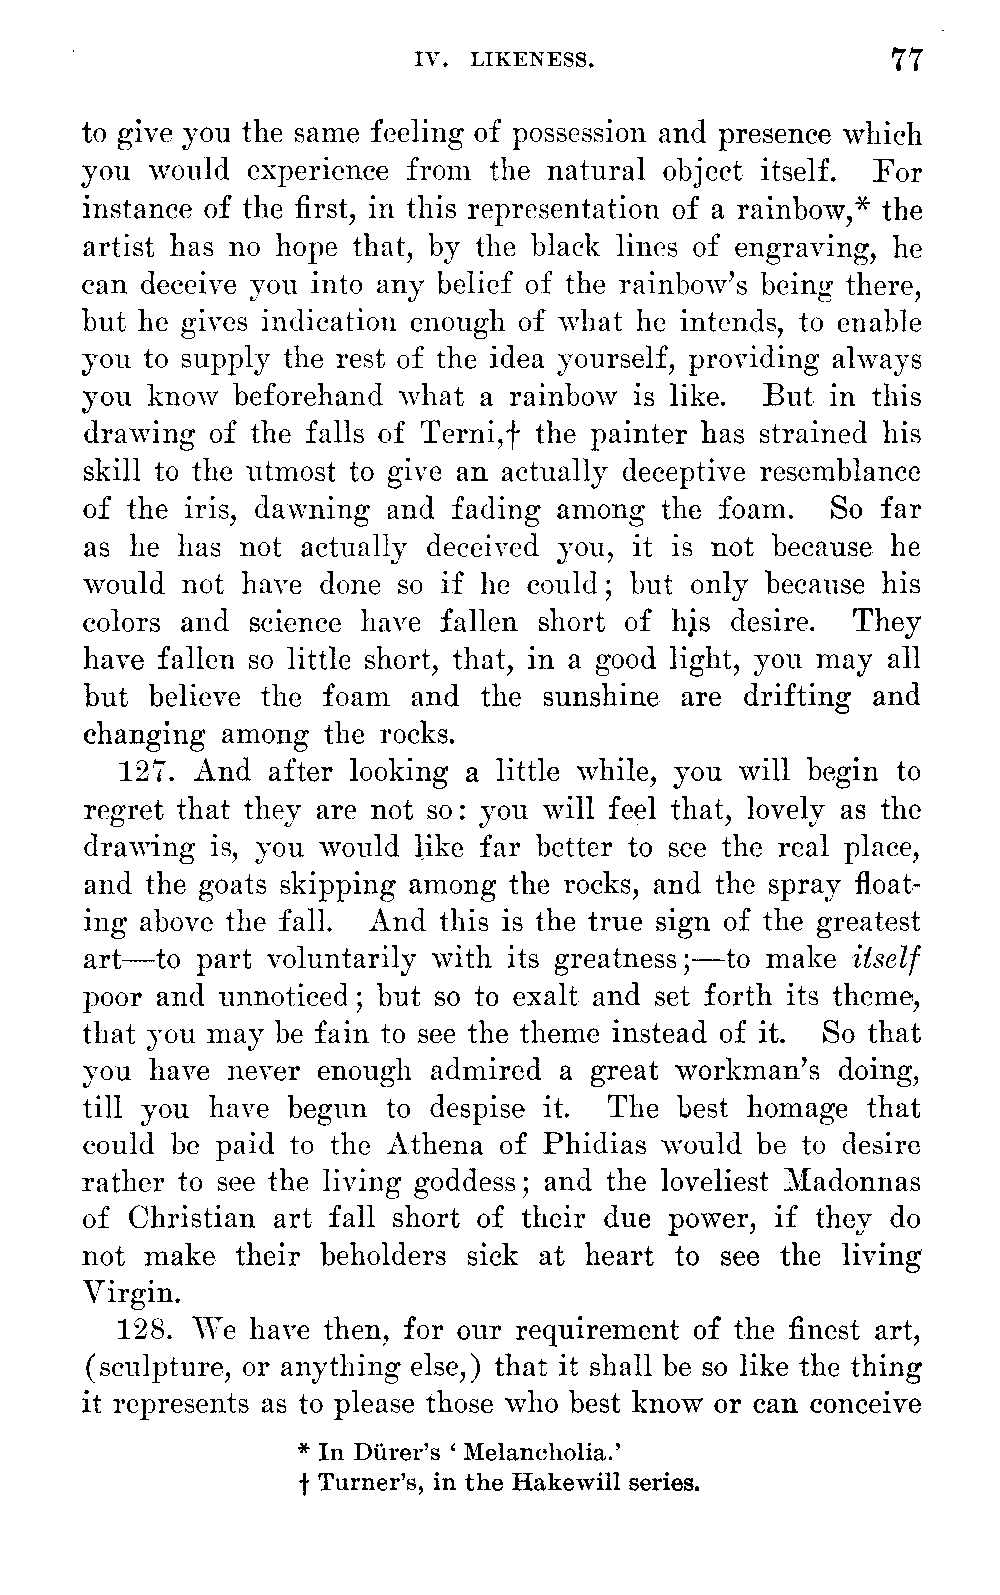 IV. LIKENESS. 77
to give you the same feeling of possession and presence which
you would experience from the natural object itself. For
instance of the first, in this representation of a rainbow,* the
artist has no hope that, by the black lines of engraving, he
can deceive you into any belief of the rainbow's being there,
but he gives indication enough of what he intends, to enable
you to supply the rest of the idea yourself, providing always
you know beforehand what a rainbow is like. But in this
drawing of the falls of Terni,† the painter has strained his
skill to the utmost to give an actually deceptive resemblance
of the iris, dawning and fading among the foam. So far
as he has not actually deceived you, it is not because he
would not have done so if he could; but only because his
colors and science have fallen short of his desire. They
have fallen so little short, that, in a good light, you may all
but believe the foam and the sunshine are drifting and
changing among the rocks.
127. And after looking a little while, you will begin to
regret that they are not so: you will feel that, lovely as the
drawing is, you would like far better to see the real place,
and the goats skipping among the rocks, and the spray float-
ing above the fall. And this is the true sign of the greatest
art—to part voluntarily with its greatness;—to make itself
poor and unnoticed; but so to exalt and set forth its theme,
that you may be fain to see the theme instead of it. So that
you have never enough admired a great workman's doing,
till you have begun to despise it. The best homage that
could be paid to the Athena of Phidias would be to desire
rather to see the living goddess; and the loveliest Madonnas
of Christian art fall short of their due power, if they do
not make their beholders sick at heart to see the living
Virgin.
128. We have then, for our requirement of the finest art,
(sculpture, or anything else,) that it shall be so like the thing
it represents as to please those who best know or can conceive
* In Dürer's ‘Melancholia.’
† Turner's, in the Hakewill series.